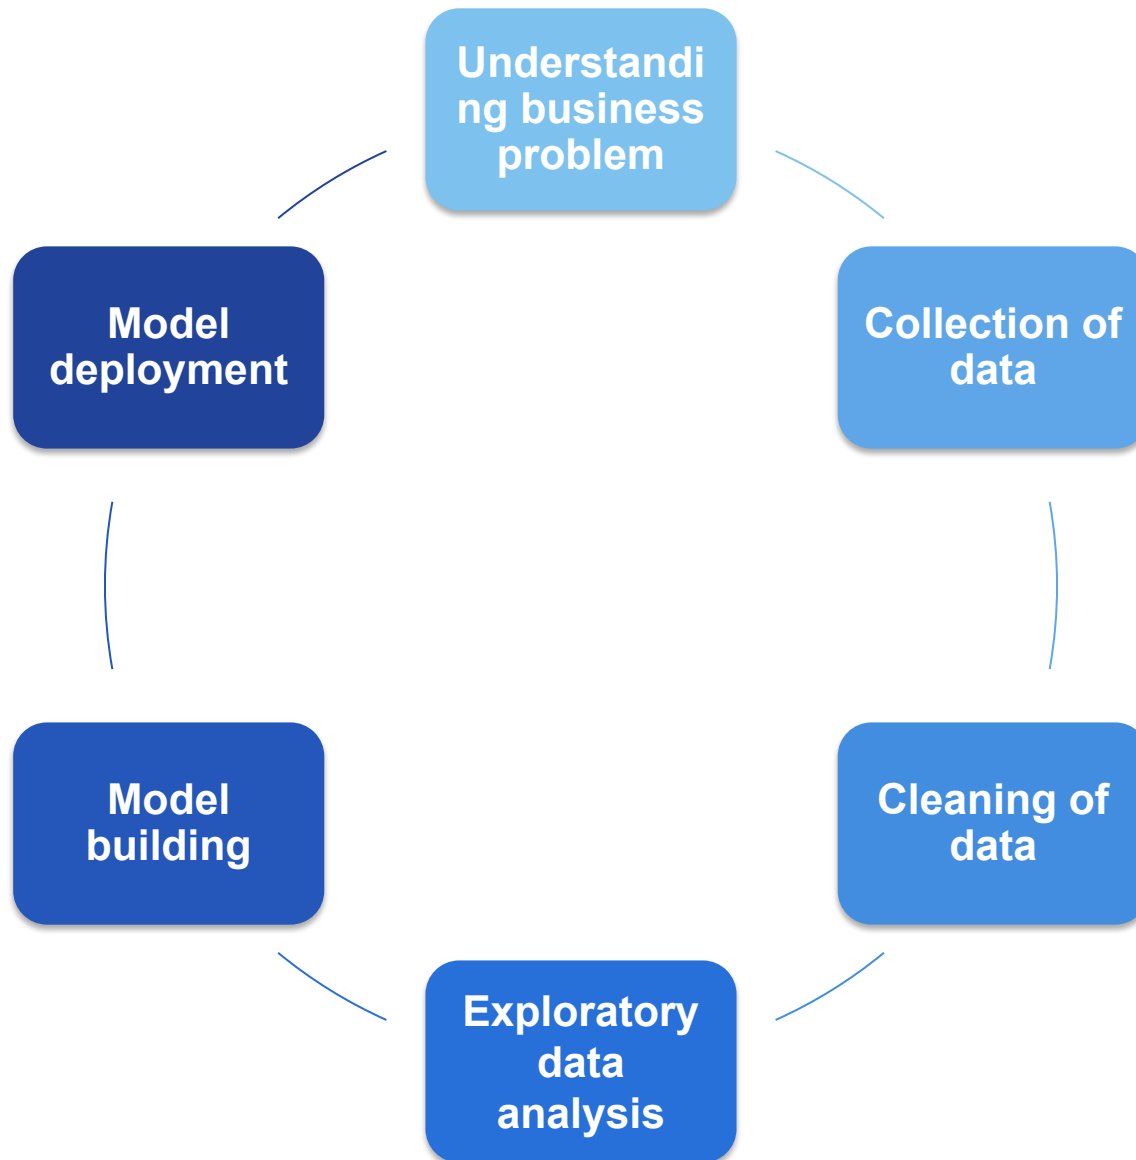 Understandi
ng business
problem
Collection of
data
Cleaning of
data
Exploratory
data
analysis
Model
building
Model
deployment